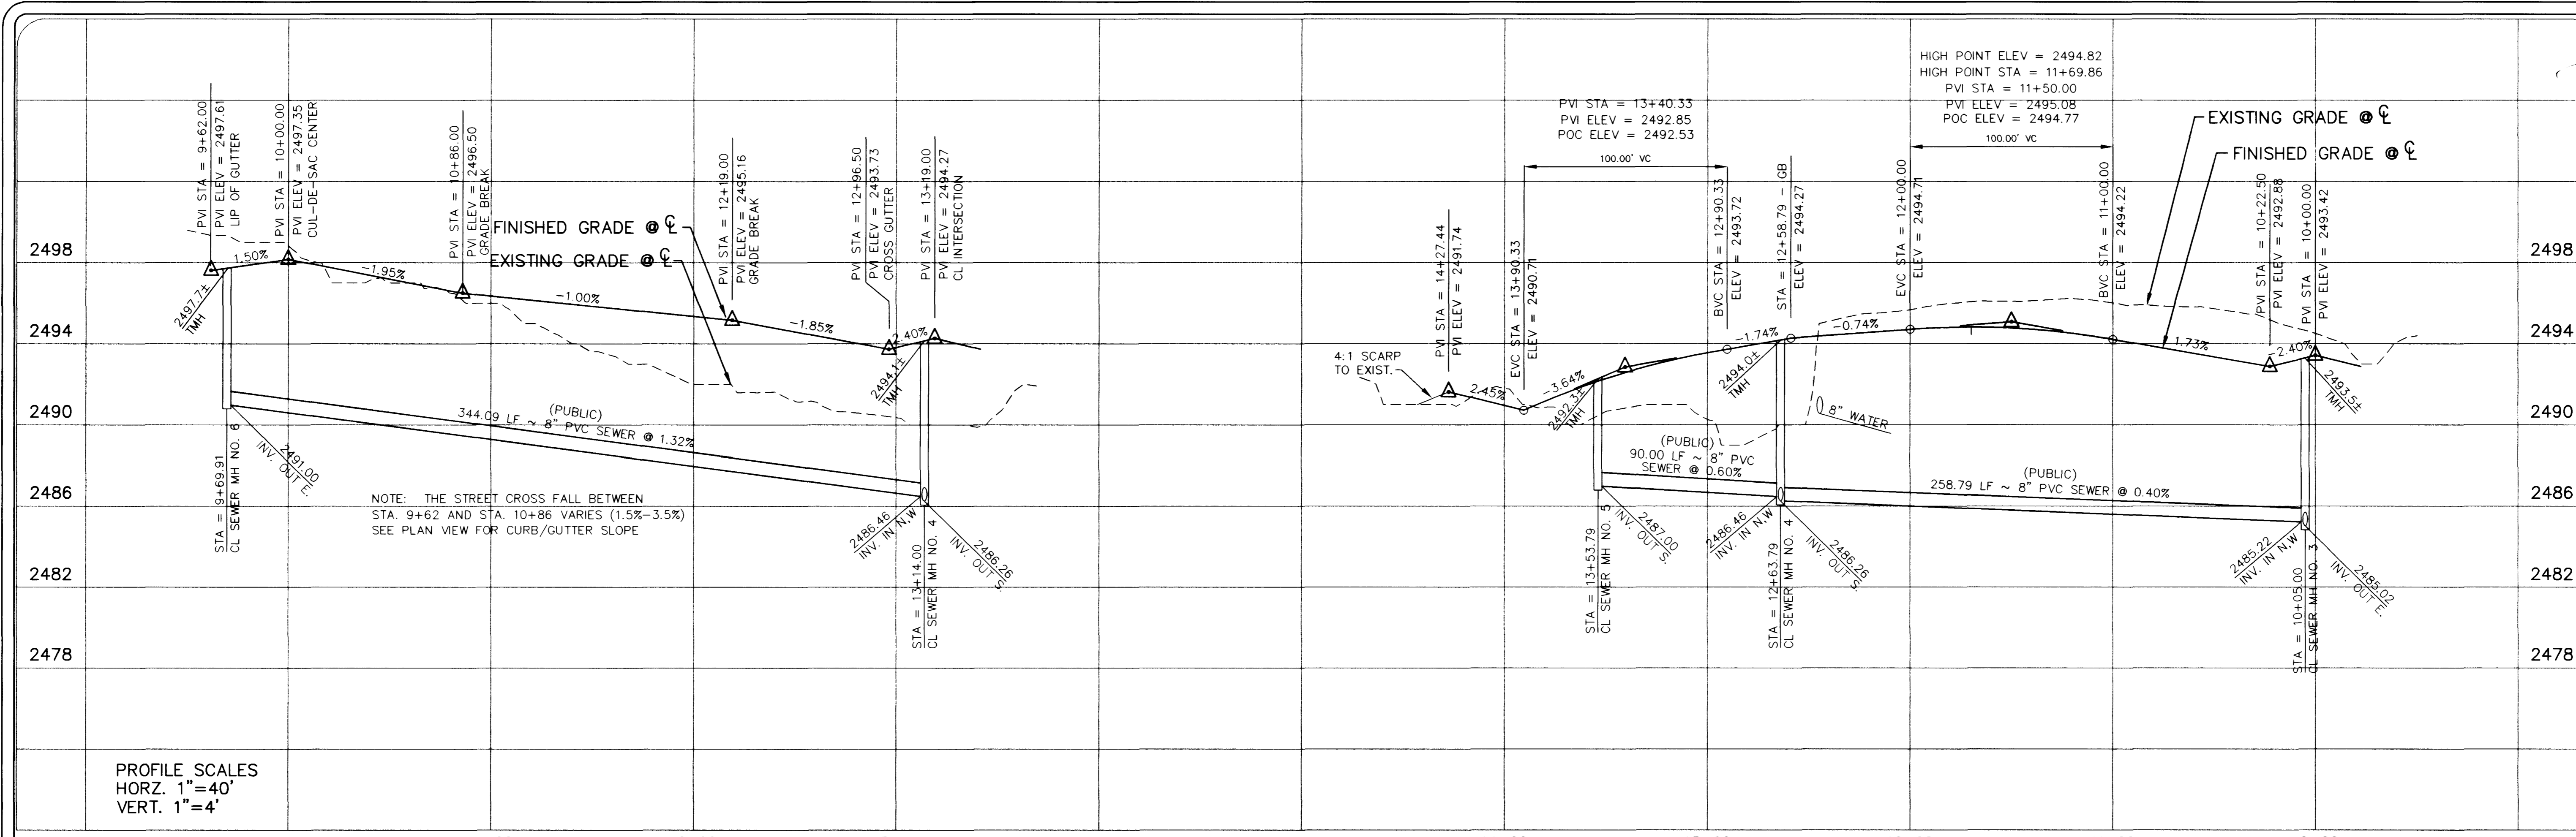 PVI STA = 9+62.00
PVI ELEV = 2497.61
LIP OF GUTTER
PVI STA = 10+00.00
PVI ELEV = 2497.35
CUL-DE-SAC CENTER
PVI STA = 10+86.00
PVI ELEV = 2496.50
GRADE BREAK
PVI STA = 12+19.00
PVI ELEV = 2495.16
GRADE BREAK
PVI STA = 12+96.50
PVI ELEV = 2493.73
CROSS GUTTER
PVI STA = 13+19.00
PVI ELEV = 2494.27
CL INTERSECTION
FINISHED GRADE @ ℄
EXISTING GRADE @ ℄
2498
2494
2490
2486
2482
2478
1.50%
-1.95%
-1.00%
-1.85%
2.40%
2497.7±
TMH
2494.1±
TMH
(PUBLIC)
344.09 LF ~ 8" PVC SEWER @ 1.32%
STA = 9+69.91
CL SEWER MH NO. 6
2491.00
INV. OUT E.
NOTE: THE STREET CROSS FALL BETWEEN
STA. 9+62 AND STA. 10+86 VARIES (1.5%-3.5%)
SEE PLAN VIEW FOR CURB/GUTTER SLOPE
2486.46
INV. IN N,W
STA = 13+14.00
CL SEWER MH NO. 4
2486.26
INV. OUT S.
PROFILE SCALES
HORZ. 1"=40'
VERT. 1"=4'
PVI STA = 13+40.33
PVI ELEV = 2492.85
POC ELEV = 2492.53
100.00' VC
HIGH POINT ELEV = 2494.82
HIGH POINT STA = 11+69.86
PVI STA = 11+50.00
PVI ELEV = 2495.08
POC ELEV = 2494.77
100.00' VC
EXISTING GRADE @ ℄
FINISHED GRADE @ ℄
PVI STA = 14+27.44
PVI ELEV = 2491.74
EVC STA = 13+90.33
ELEV = 2490.71
BVC STA = 12+90.33
ELEV = 2493.72
STA = 12+58.79 - GB
ELEV = 2494.27
EVC STA = 12+00.00
ELEV = 2494.71
BVC STA = 11+00.00
ELEV = 2494.22
PVI STA = 10+22.50
PVI ELEV = 2492.88
PVI STA = 10+00.00
PVI ELEV = 2493.42
4:1 SCARP
TO EXIST.
2.45%
-3.64%
-1.74%
-0.74%
1.73%
-2.40%
2492.3±
TMH
2494.0±
TMH
2493.5±
TMH
8" WATER
(PUBLIC)
90.00 LF ~ 8" PVC
SEWER @ 0.60%
(PUBLIC)
258.79 LF ~ 8" PVC SEWER @ 0.40%
STA = 13+53.79
CL SEWER MH NO. 5
2487.00
INV. OUT S.
2486.46
INV. IN N,W
STA = 12+63.79
CL SEWER MH NO. 4
2486.26
INV. OUT S.
2485.22
INV. IN N,W
STA = 10+05.00
CL SEWER MH NO. 3
2485.02
INV. OUT E.
2498
2494
2490
2486
2482
2478